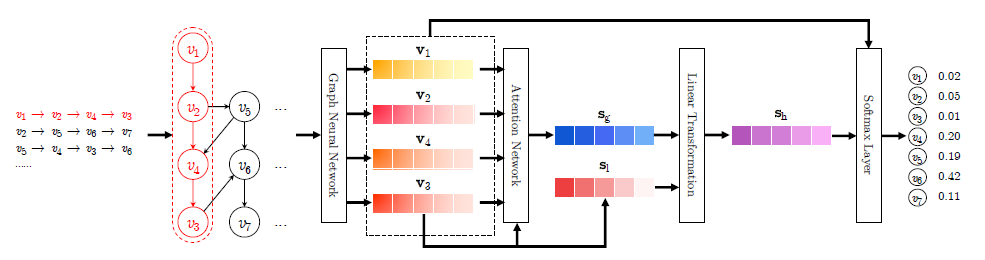 v1 → v2 → v4 → v3
v2 → v5 → v6 → v7
v5 → v4 → v3 → v6
......
v1
v2
v5
...
v4
v6
v3
v7
...
Graph Neural Network
v1
v2
v4
v3
Attention Network
sg
sl
Linear Transformation
sh
Softmax Layer
v1 0.02
v2 0.05
v3 0.01
v4 0.20
v5 0.19
v6 0.42
v7 0.11